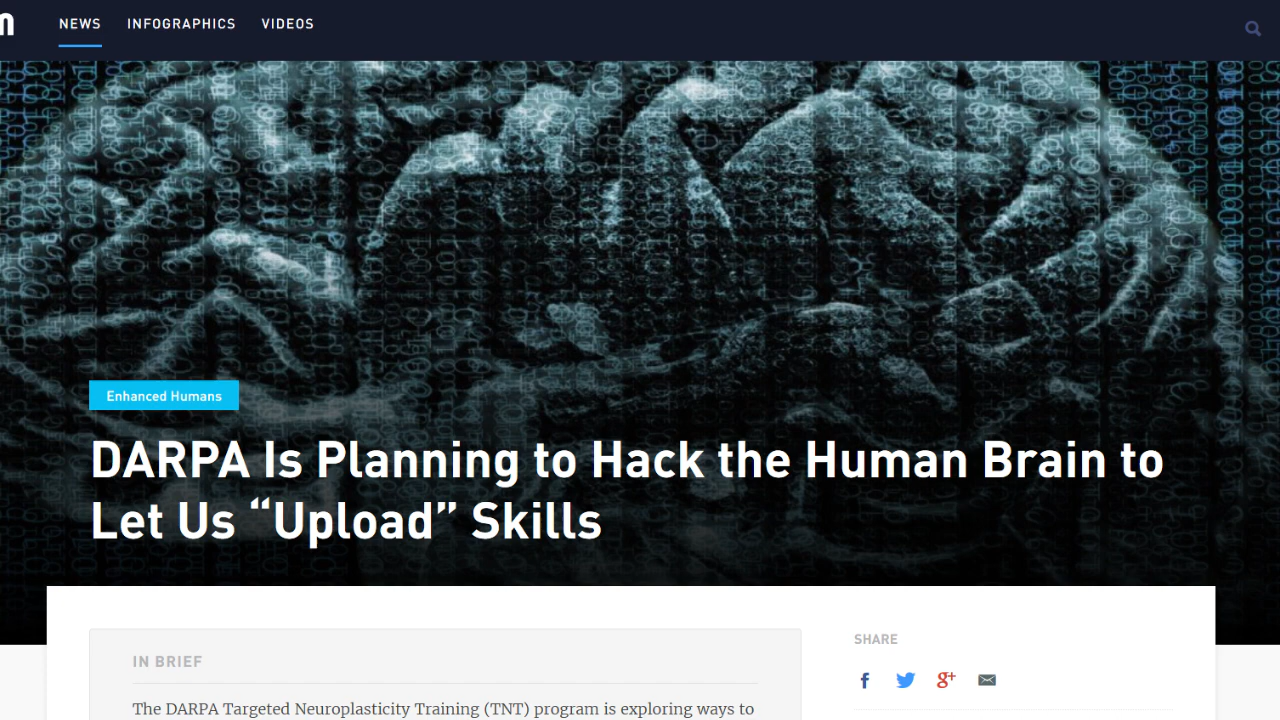 NEWS INFOGRAPHICS VIDEOS
Enhanced Humans
DARPA Is Planning to Hack the Human Brain to
Let Us “Upload” Skills
IN BRIEF
The DARPA Targeted Neuroplasticity Training (TNT) program is exploring ways to
SHARE